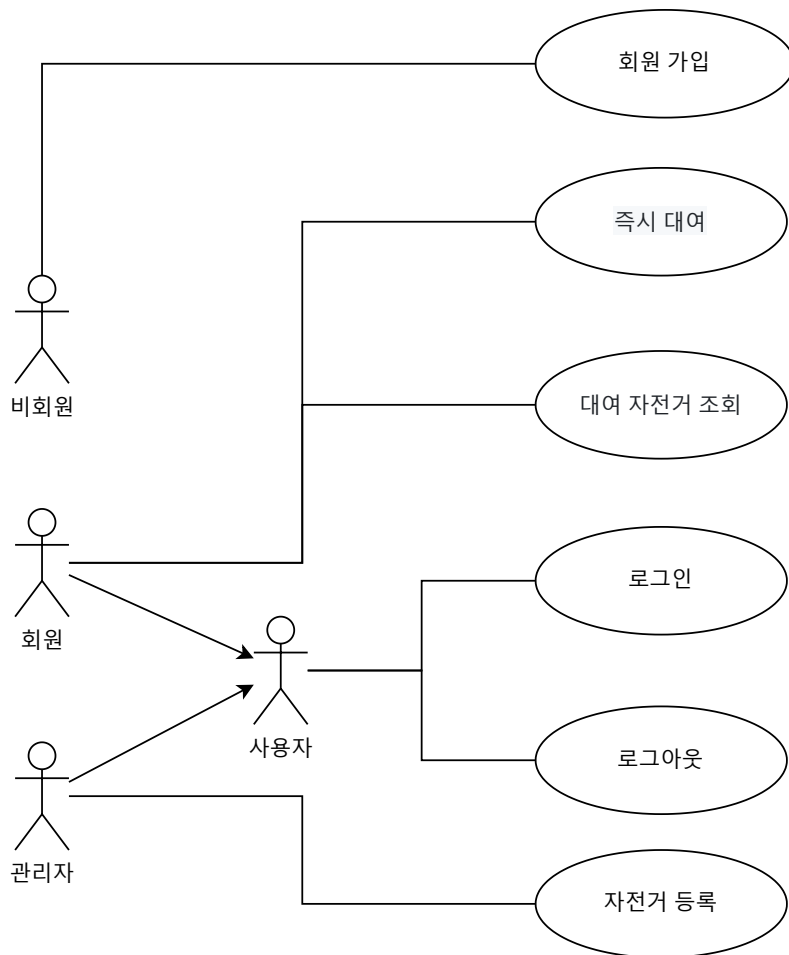 회원 가입
즉시 대여
비회원
대여 자전거 조회
회원
로그인
사용자
로그아웃
관리자
자전거 등록